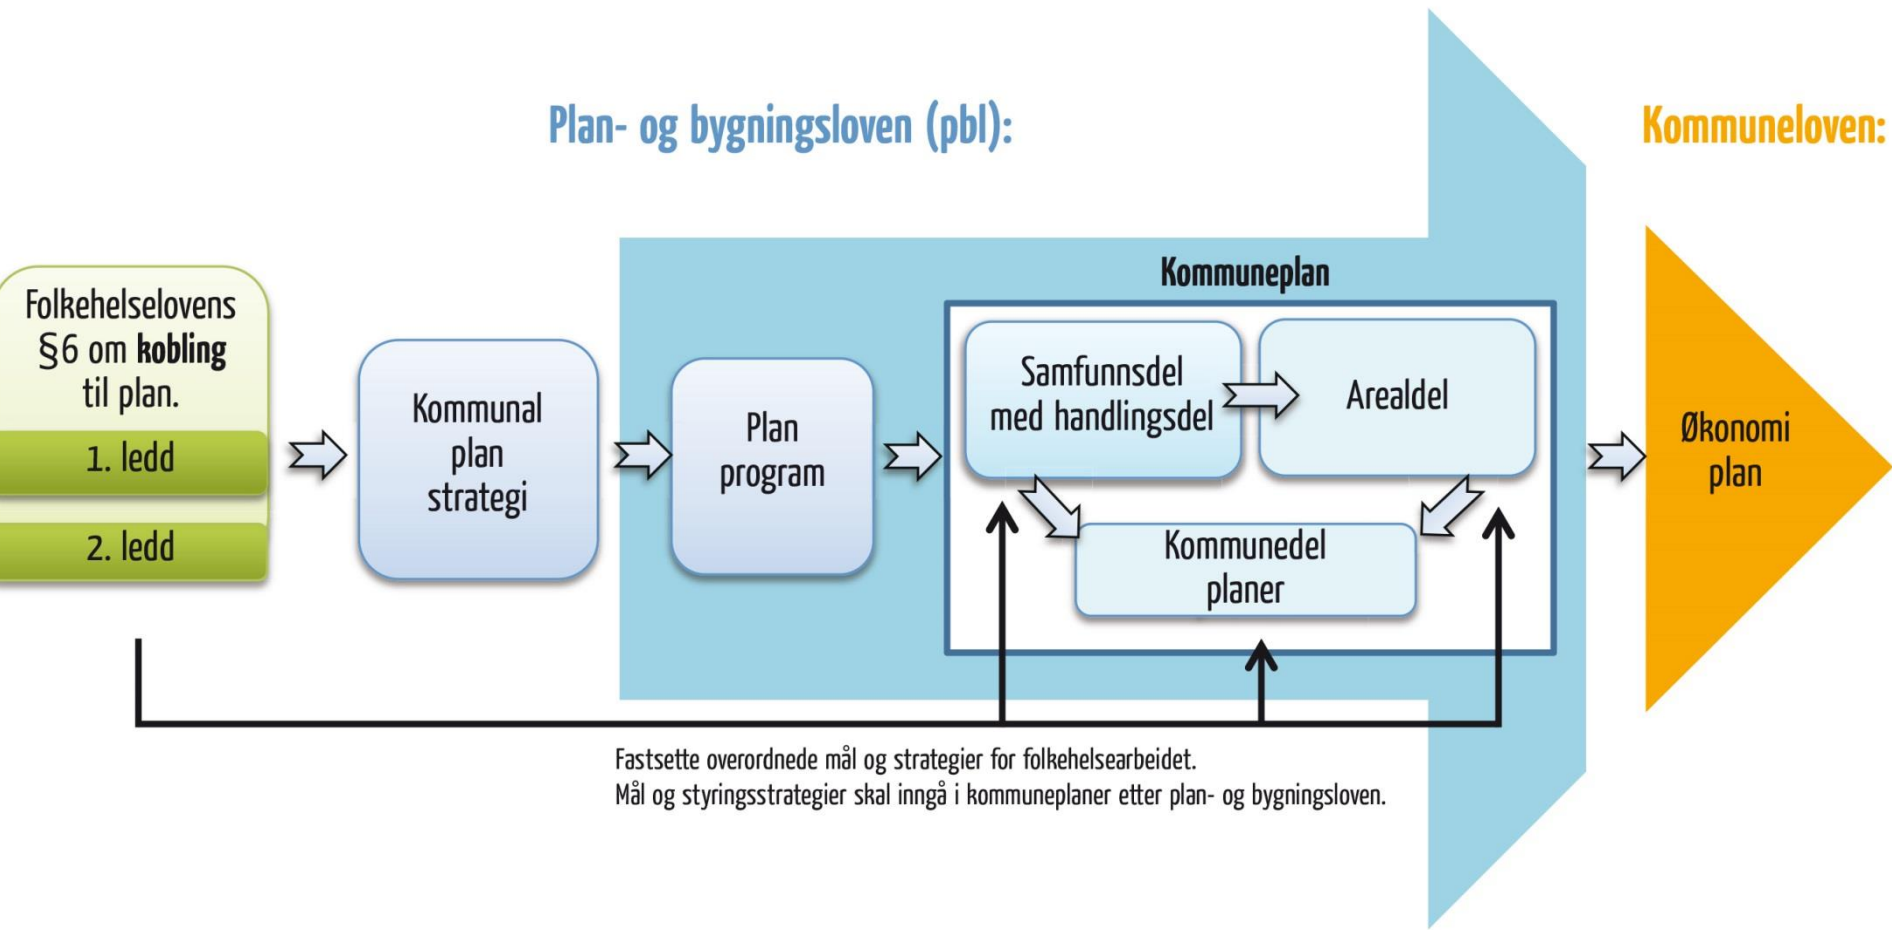 Plan- og bygningsloven (pbl):
Kommuneloven:
Folkehelselovens
§6 om kobling
til plan.
1. ledd
2. ledd
Kommunal
plan
strategi
Plan
program
Kommuneplan
Samfunnsdel
med handlingsdel
Arealdel
Kommunedel
planer
Økonomi
plan
Fastsette overordnede mål og strategier for folkehelsearbeidet.
Mål og styringsstrategier skal inngå i kommuneplaner etter plan- og bygningsloven.